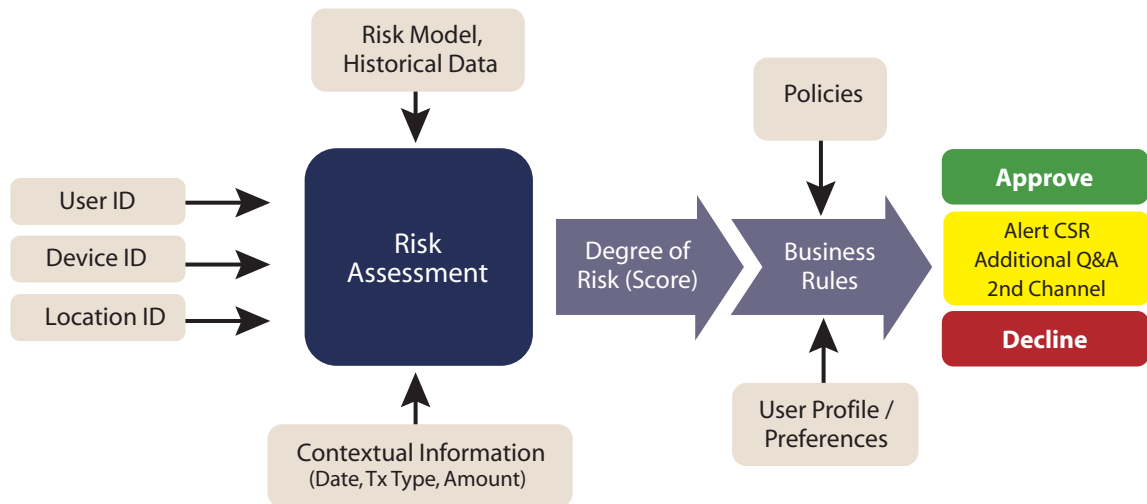 Risk Model,
Historical Data
Policies
User ID
Device ID
Location ID
Risk
Assessment
Degree of
Risk (Score)
Business
Rules
Approve
Alert CSR
Additional Q&A
2nd Channel
Decline
Contextual Information
(Date, Tx Type, Amount)
User Profile /
Preferences